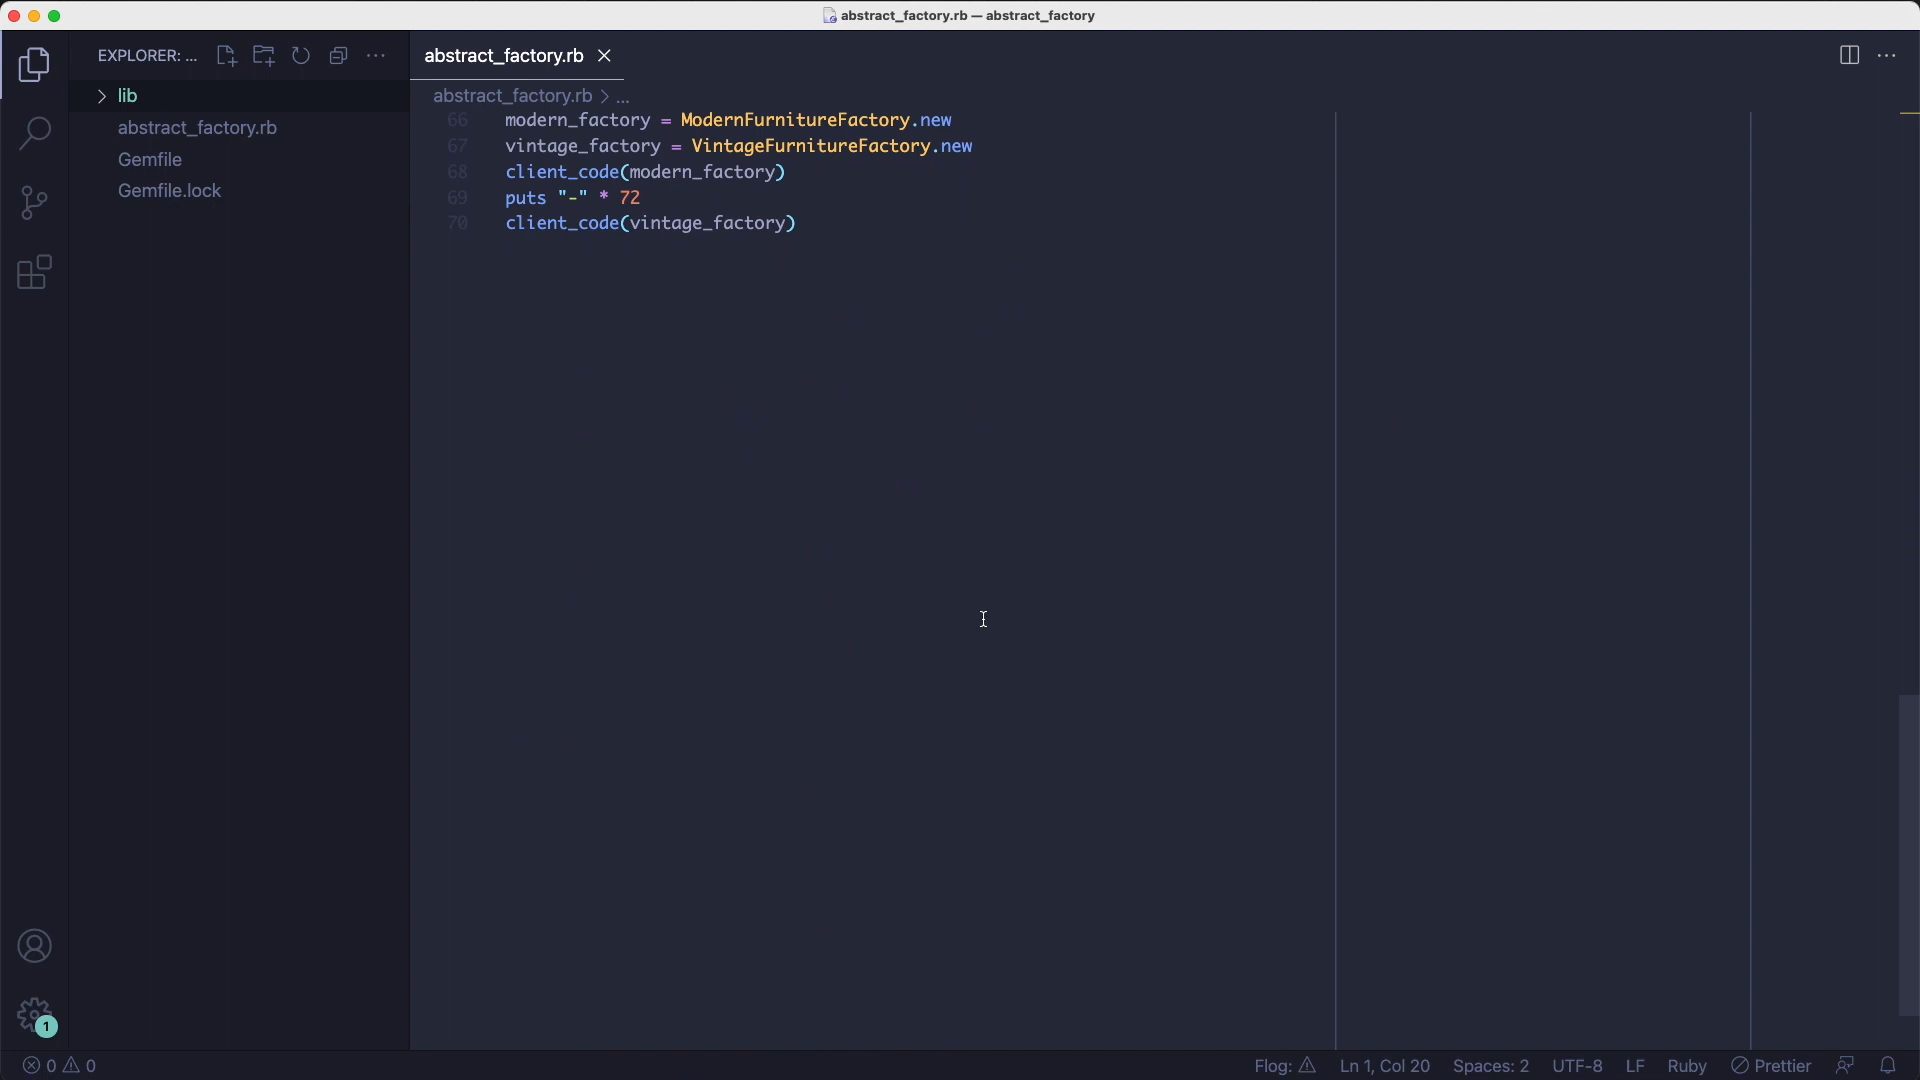 abstract_factory.rb — abstract_factory
EXPLORER: ...
abstract_factory.rb
lib
abstract_factory.rb
Gemfile
Gemfile.lock
abstract_factory.rb > ...
66 modern_factory = ModernFurnitureFactory.new
67 vintage_factory = VintageFurnitureFactory.new
68 client_code(modern_factory)
69 puts "-" * 72
70 client_code(vintage_factory)
1
0 0
Flog:
Ln 1, Col 20
Spaces: 2
UTF-8
LF
Ruby
Prettier